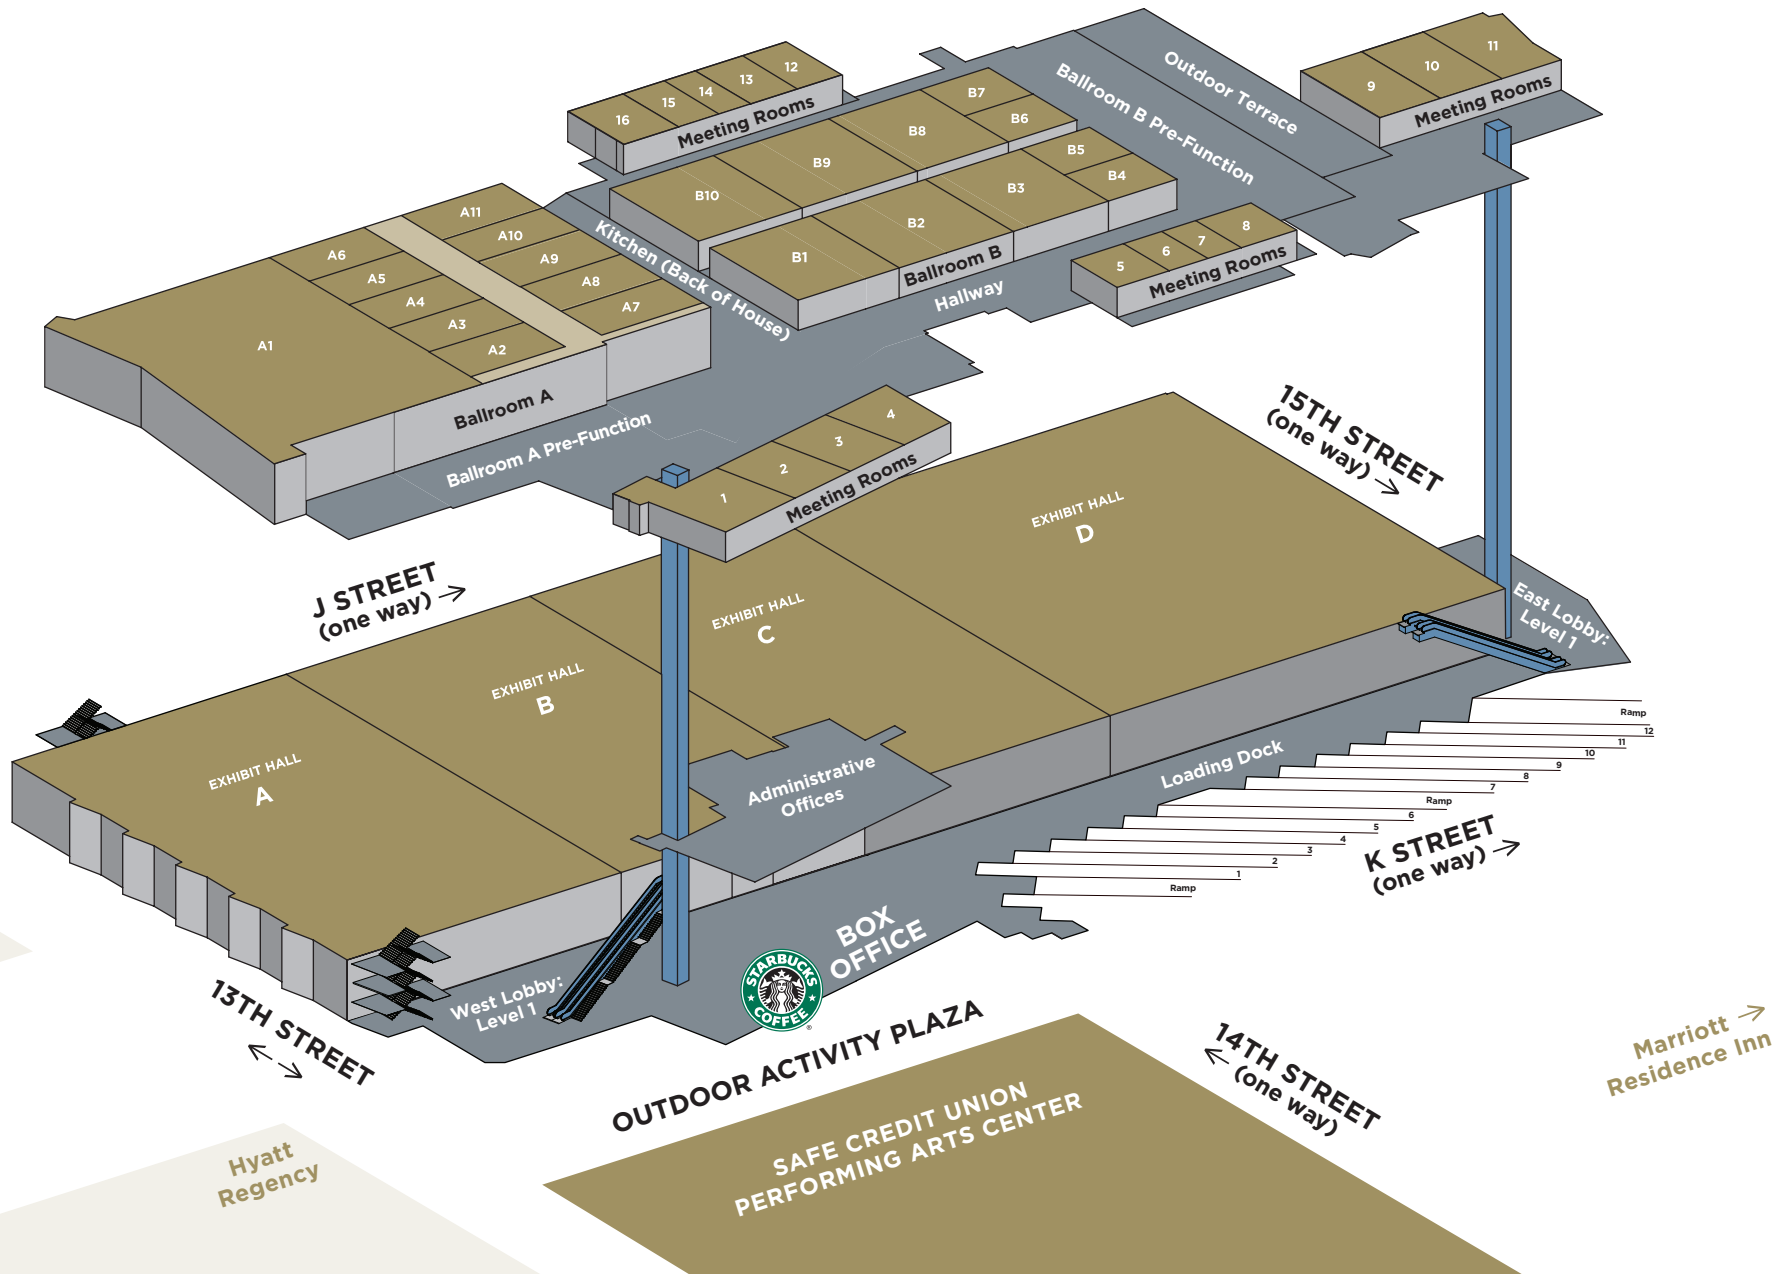 12
13
14
15
16
Meeting Rooms
Outdoor Terrace
Ballroom B Pre-Function
11
10
9
Meeting Rooms
B7
B6
B8
B9
B10
B5
B4
B3
B2
B1
Ballroom B
Kitchen (Back of House)
Hallway
8
7
6
5
Meeting Rooms
A11
A10
A9
A8
A7
A6
A5
A4
A3
A2
A1
Ballroom A
Ballroom A Pre-Function
4
3
2
1
Meeting Rooms
15TH STREET
(one way)
J STREET
(one way)
EXHIBIT HALL
D
EXHIBIT HALL
C
EXHIBIT HALL
B
EXHIBIT HALL
A
East Lobby:
Level 1
Administrative
Offices
Loading Dock
Ramp
12
11
10
9
8
7
Ramp
6
5
4
3
2
1
Ramp
K STREET
(one way)
BOX
OFFICE
STARBUCKS
COFFEE
®
West Lobby:
Level 1
13TH STREET
OUTDOOR ACTIVITY PLAZA
14TH STREET
(one way)
Marriott
Residence Inn
SAFE CREDIT UNION
PERFORMING ARTS CENTER
Hyatt
Regency